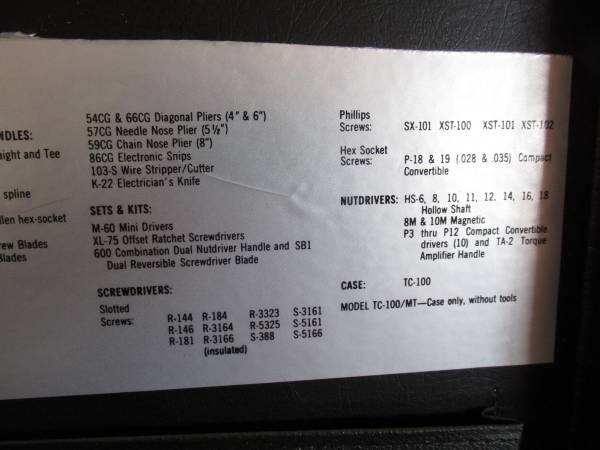 NDLES:
aight and Tee
spline
llen hex-socket
rew Blades
Blades
54CG & 66CG Diagonal Pliers (4" & 6")
57CG Needle Nose Plier (5½")
59CG Chain Nose Plier (8")
86CG Electronic Snips
103-S Wire Stripper/Cutter
K-22 Electrician's Knife
SETS & KITS:
M-60 Mini Drivers
XL-75 Offset Ratchet Screwdrivers
600 Combination Dual Nutdriver Handle and SB1
Dual Reversible Screwdriver Blade
SCREWDRIVERS:
Slotted
Screws: R-144 R-184 R-3323 S-3161
R-146 R-3164 R-5325 S-5161
R-181 R-3166 S-388 S-5166
(insulated)
Phillips
Screws: SX-101 XST-100 XST-101 XST-102
Hex Socket
Screws: P-18 & 19 (.028 & .035) Compact
Convertible
NUTDRIVERS: HS-6, 8, 10, 11, 12, 14, 16, 18
Hollow Shaft
8M & 10M Magnetic
P3 thru P12 Compact Convertible
drivers (10) and TA-2 Torque
Amplifier Handle
CASE: TC-100
MODEL TC-100/MT—Case only, without tools